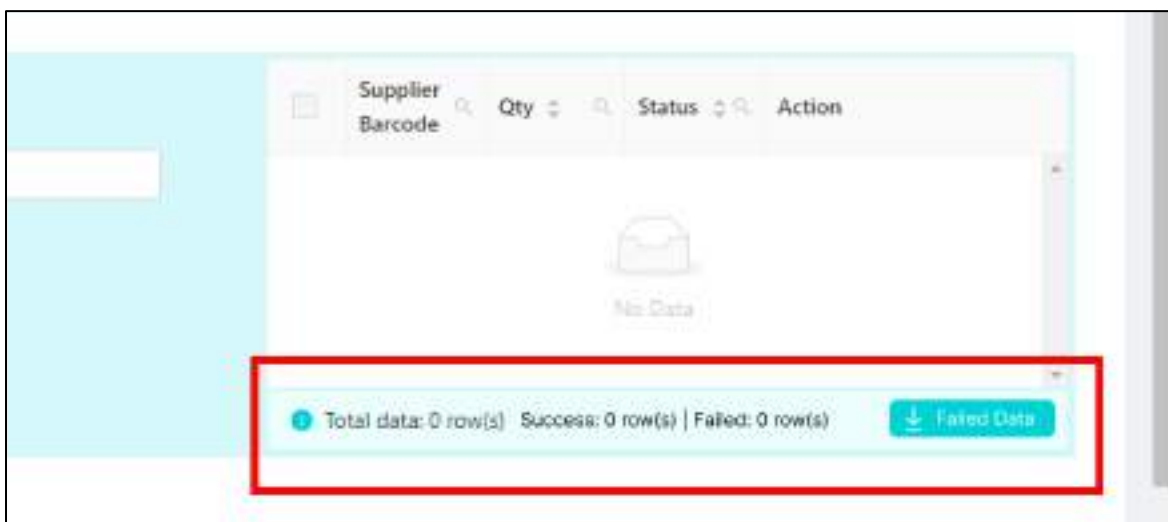 Supplier
Barcode
Qty
Status
Action
No Data
Total data: 0 row(s) Success: 0 row(s) | Failed: 0 row(s)
Failed Data